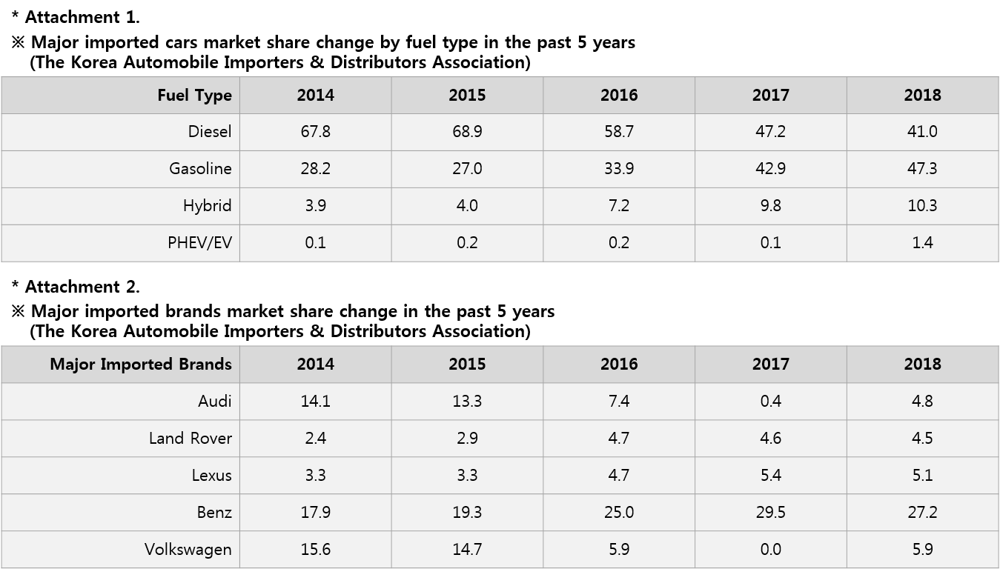 * Attachment 1.
※ Major imported cars market share change by fuel type in the past 5 years
(The Korea Automobile Importers & Distributors Association)
Fuel Type 2014 2015 2016 2017 2018
Diesel 67.8 68.9 58.7 47.2 41.0
Gasoline 28.2 27.0 33.9 42.9 47.3
Hybrid 3.9 4.0 7.2 9.8 10.3
PHEV/EV 0.1 0.2 0.2 0.1 1.4
* Attachment 2.
※ Major imported brands market share change in the past 5 years
(The Korea Automobile Importers & Distributors Association)
Major Imported Brands 2014 2015 2016 2017 2018
Audi 14.1 13.3 7.4 0.4 4.8
Land Rover 2.4 2.9 4.7 4.6 4.5
Lexus 3.3 3.3 4.7 5.4 5.1
Benz 17.9 19.3 25.0 29.5 27.2
Volkswagen 15.6 14.7 5.9 0.0 5.9